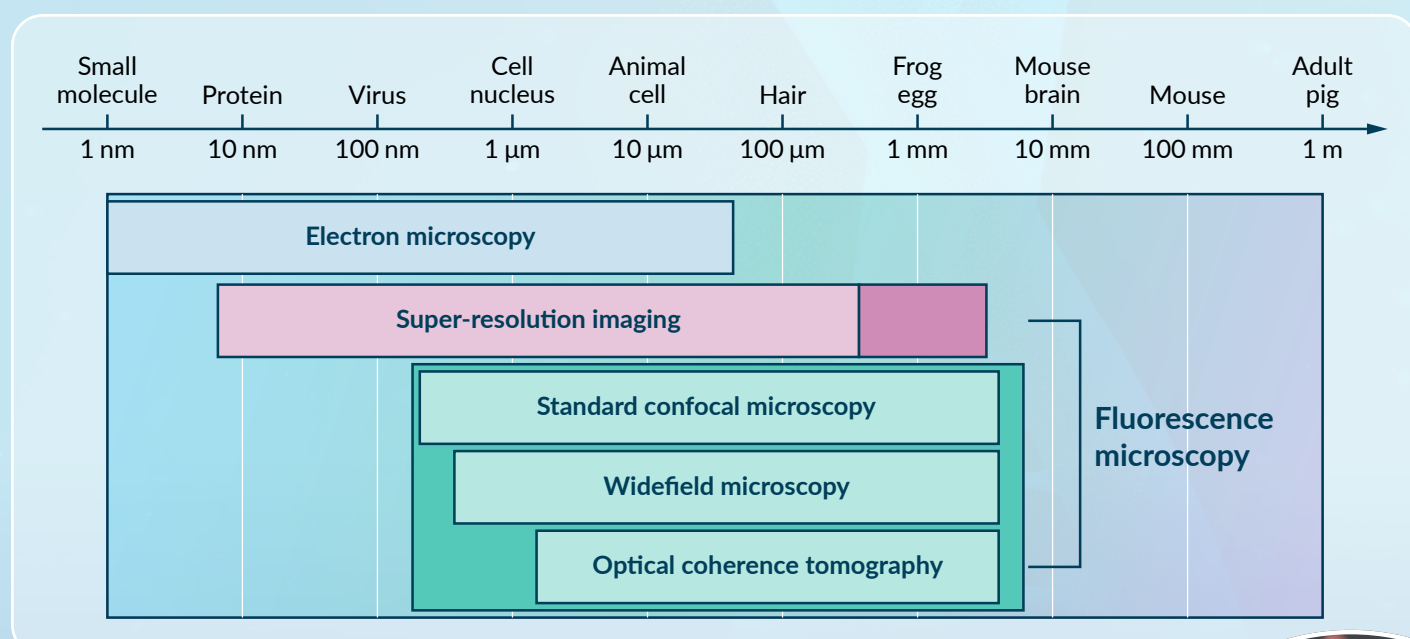 Small
molecule
Protein
Virus
Cell
nucleus
Animal
cell
Hair
Frog
egg
Mouse
brain
Mouse
Adult
pig
1 nm
10 nm
100 nm
1 µm
10 µm
100 µm
1 mm
10 mm
100 mm
1 m
Electron microscopy
Super-resolution imaging
Standard confocal microscopy
Widefield microscopy
Optical coherence tomography
Fluorescence
microscopy